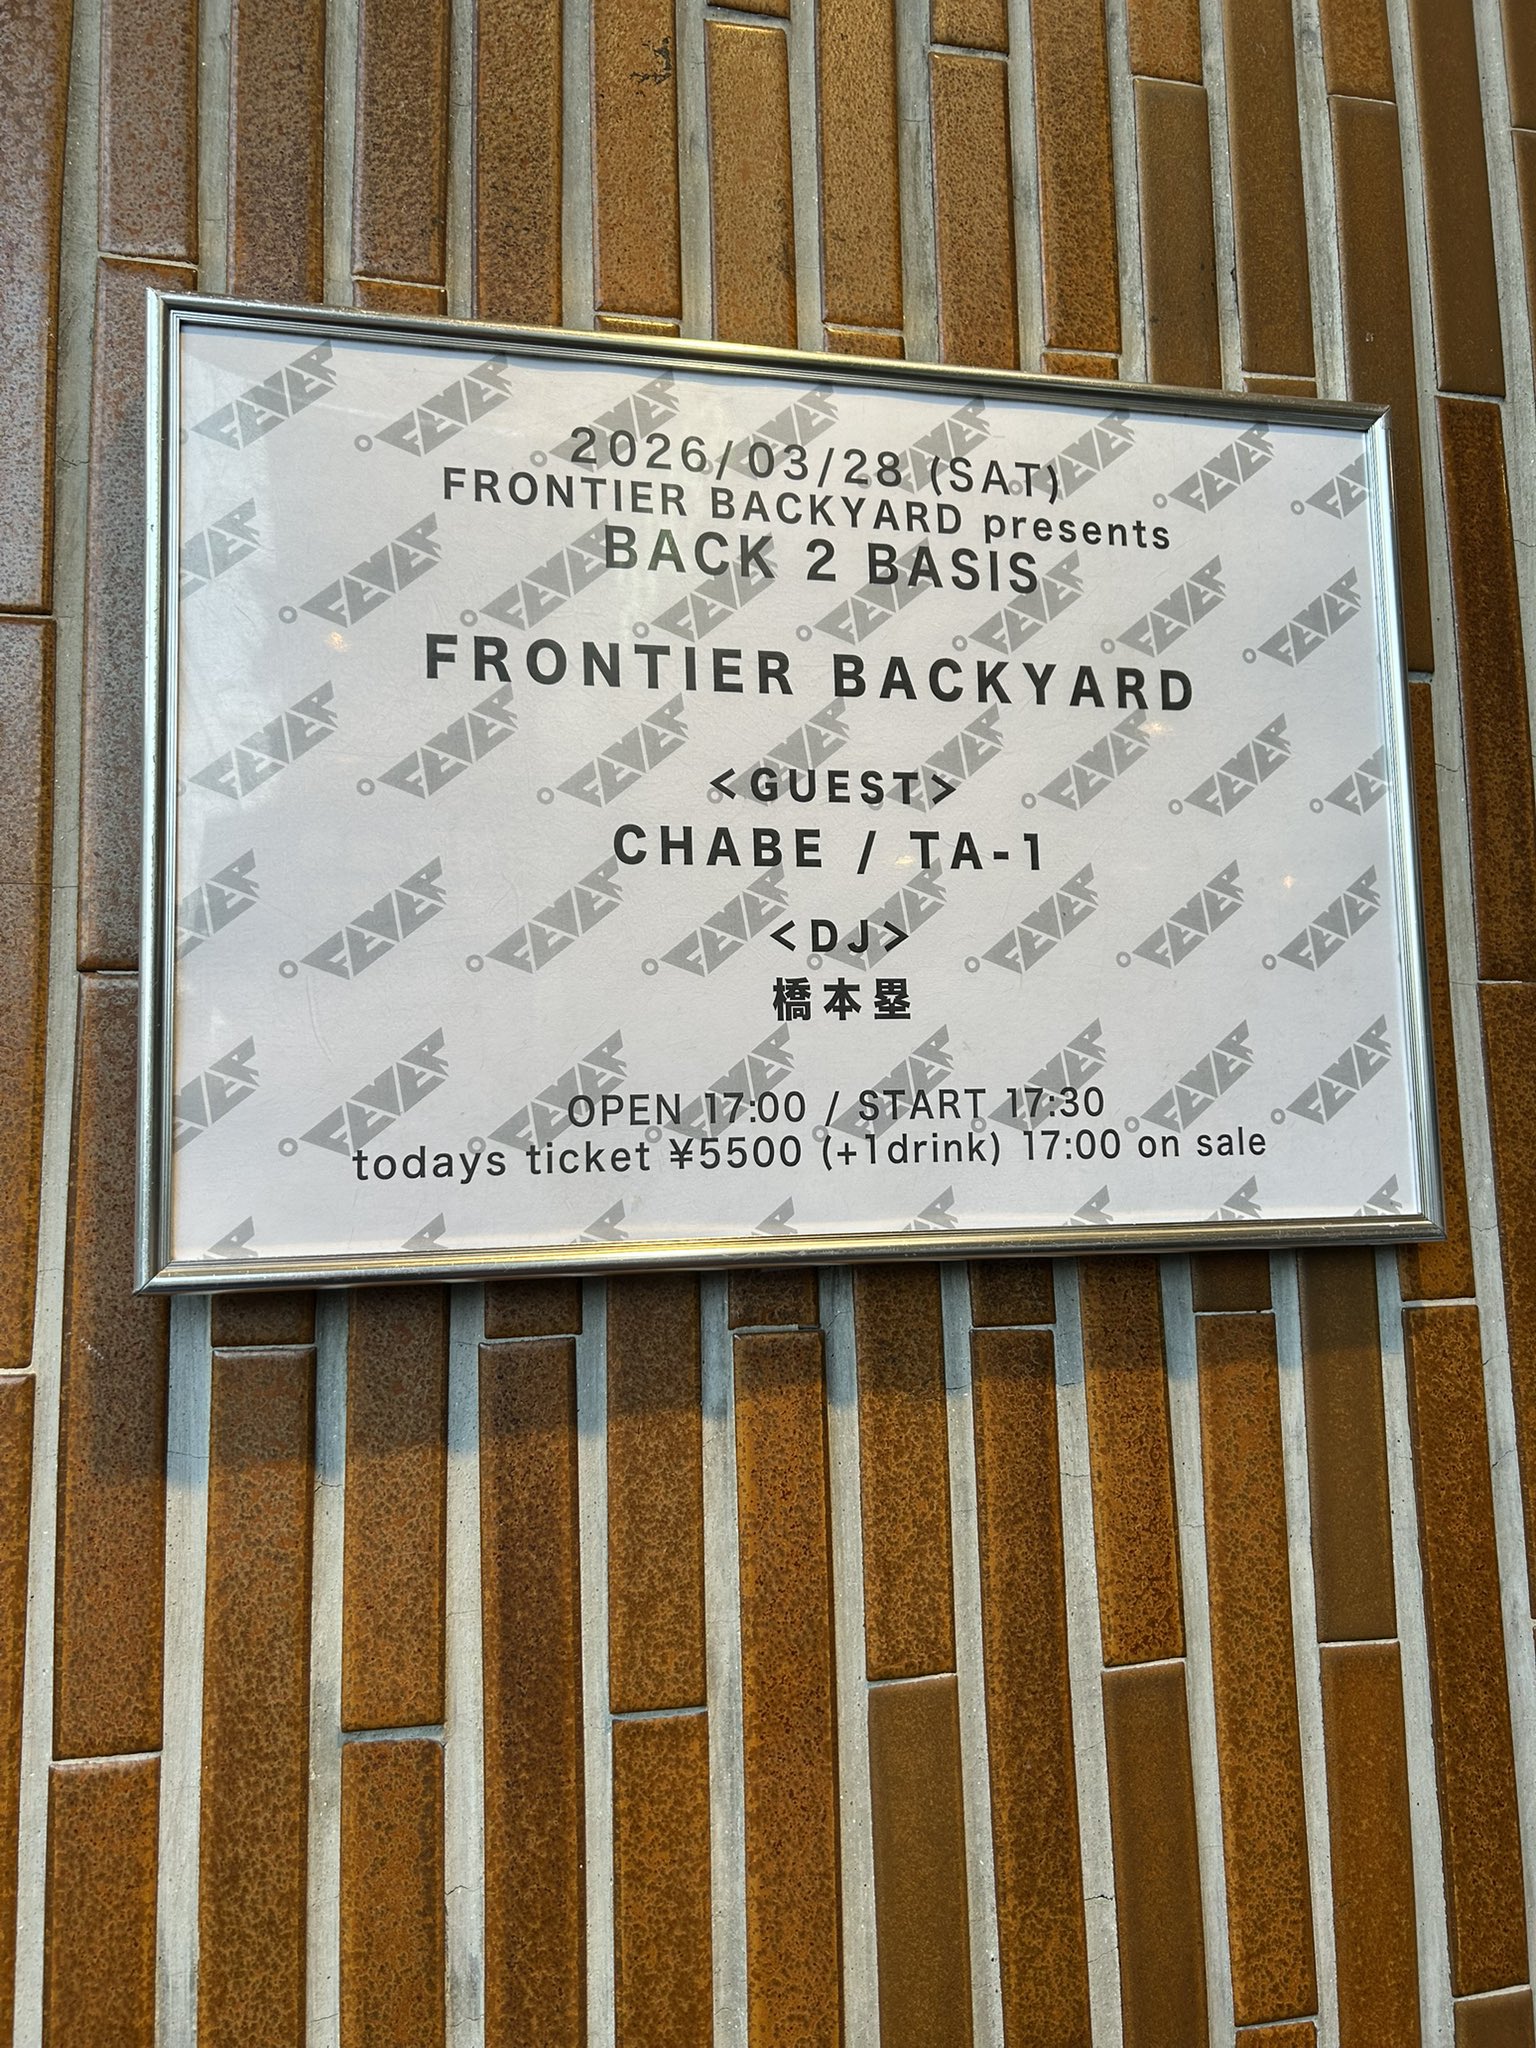 2026/03/28 (SAT)
FRONTIER BACKYARD presents
BACK 2 BASIS
FRONTIER BACKYARD
<GUEST>
CHABE / TA-1
<DJ>
橋本塁
OPEN 17:00 / START 17:30
todays ticket ¥5500 (+1drink) 17:00 on sale